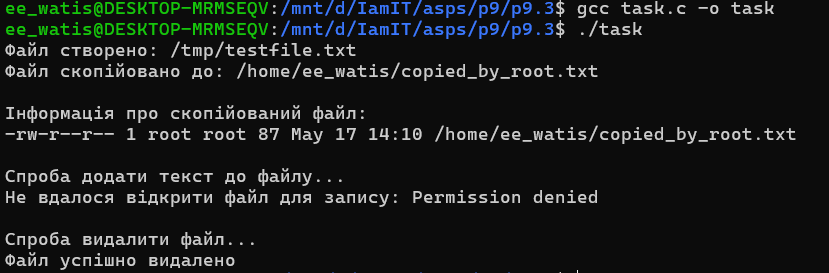 ee_watis@DESKTOP-MRMSEQV:/mnt/d/IamIT/asps/p9/p9.3$ gcc task.c -o task
ee_watis@DESKTOP-MRMSEQV:/mnt/d/IamIT/asps/p9/p9.3$ ./task
Файл створено: /tmp/testfile.txt
Файл скопійовано до: /home/ee_watis/copied_by_root.txt
Інформація про скопійований файл:
-rw-r--r-- 1 root root 87 May 17 14:10 /home/ee_watis/copied_by_root.txt
Спроба додати текст до файлу...
Не вдалося відкрити файл для запису: Permission denied
Спроба видалити файл...
Файл успішно видалено